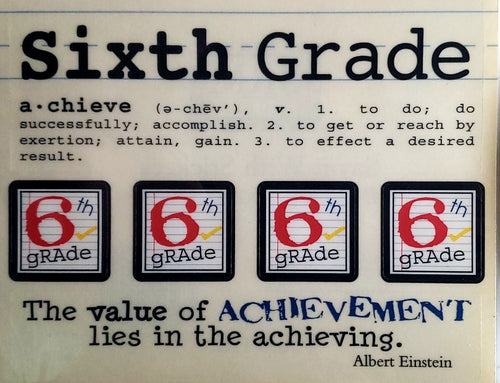 Sixth Grade
a·chieve (ə-chēv'), v. 1. to do; do
successfully; accomplish. 2. to get or reach by
exertion; attain, gain. 3. to effect a desired
result.
6th 6th 6th 6th
gRAde gRAde gRAde gRAde
The value of ACHIEVEMENT
lies in the achieving.
Albert Einstein